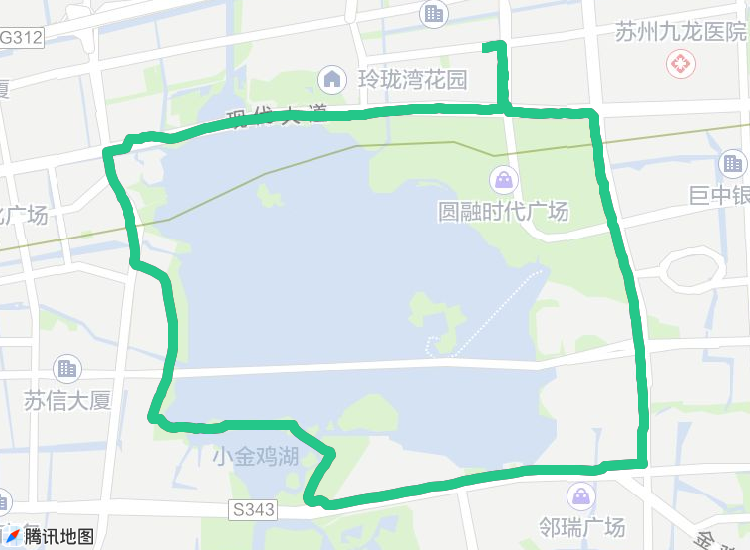 G312
苏州九龙医院
厦
玲珑湾花园
现代大道
圆融时代广场
巨中银
化广场
苏信大厦
小金鸡湖
S343
邻瑞广场
腾讯地图
金鸡